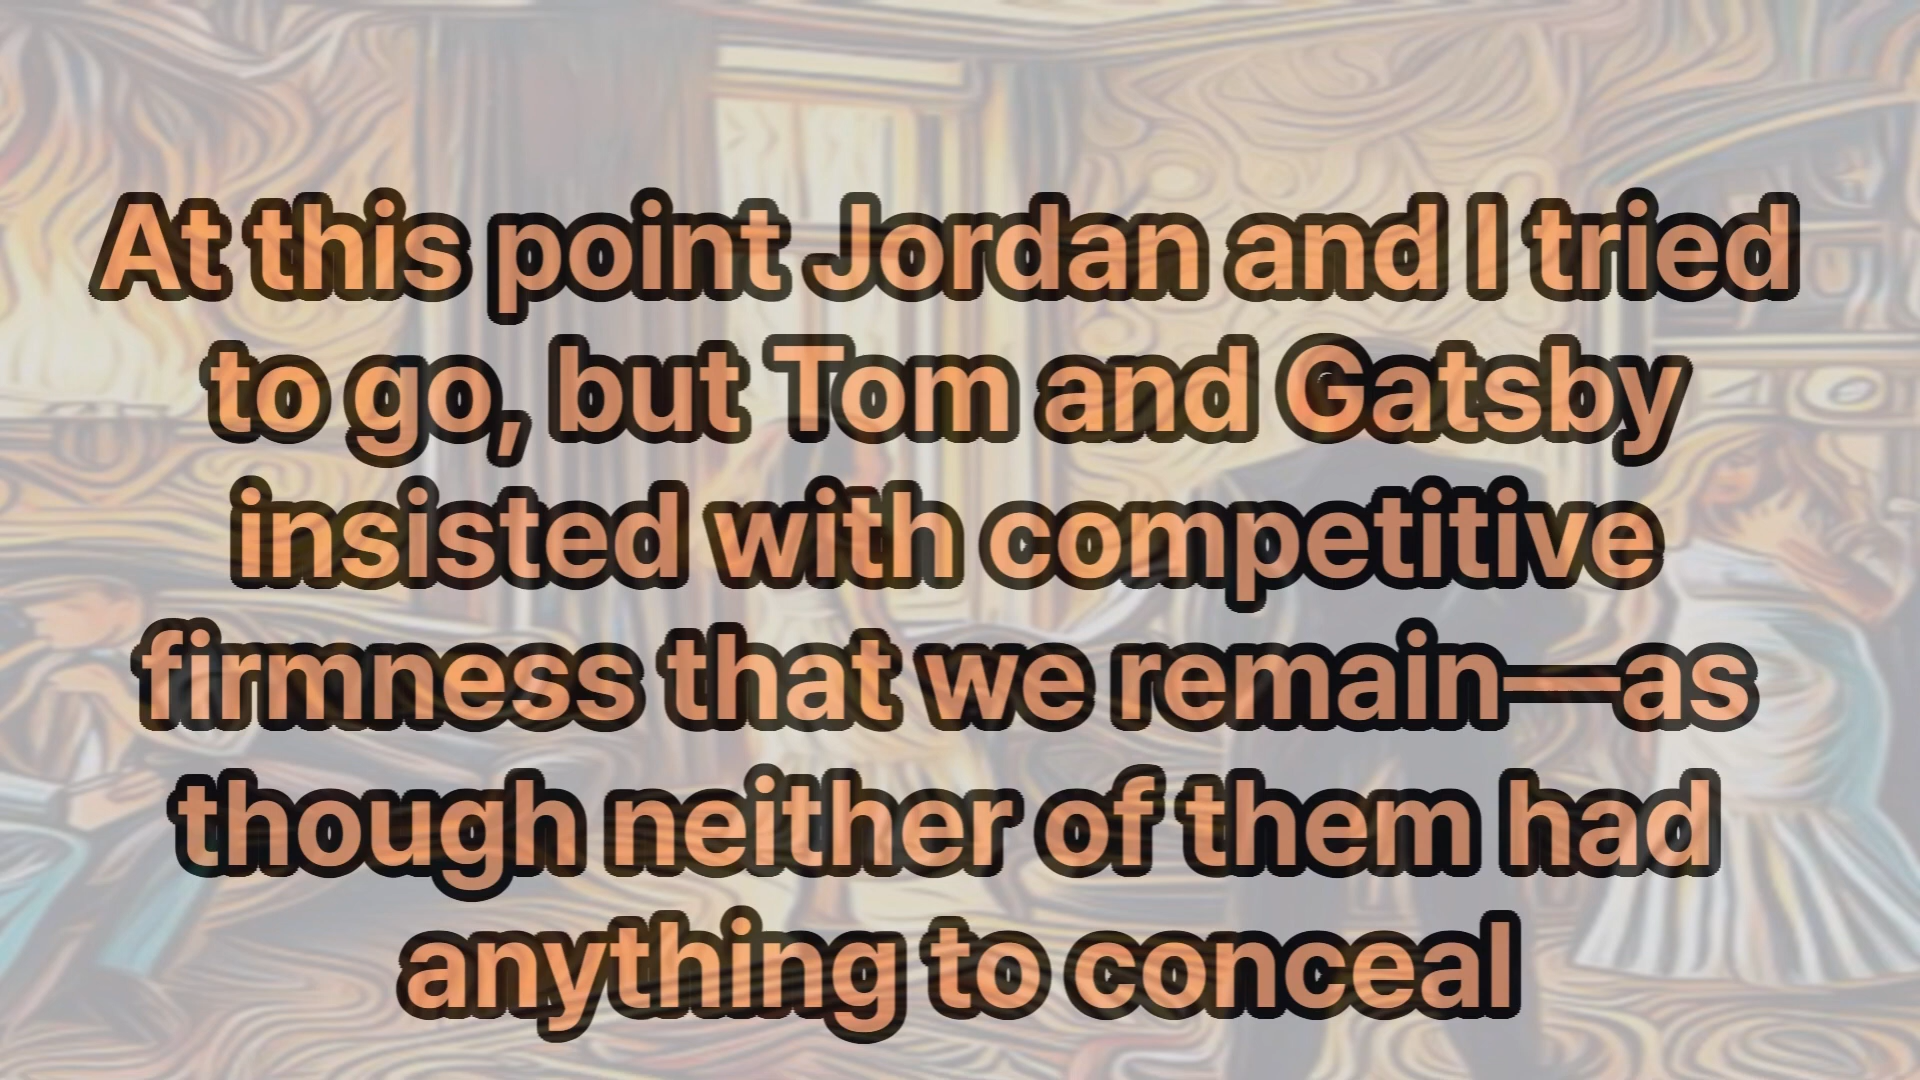 At this point Jordan and I tried
to go, but Tom and Gatsby
insisted with competitive
firmness that we remain—as
though neither of them had
anything to conceal